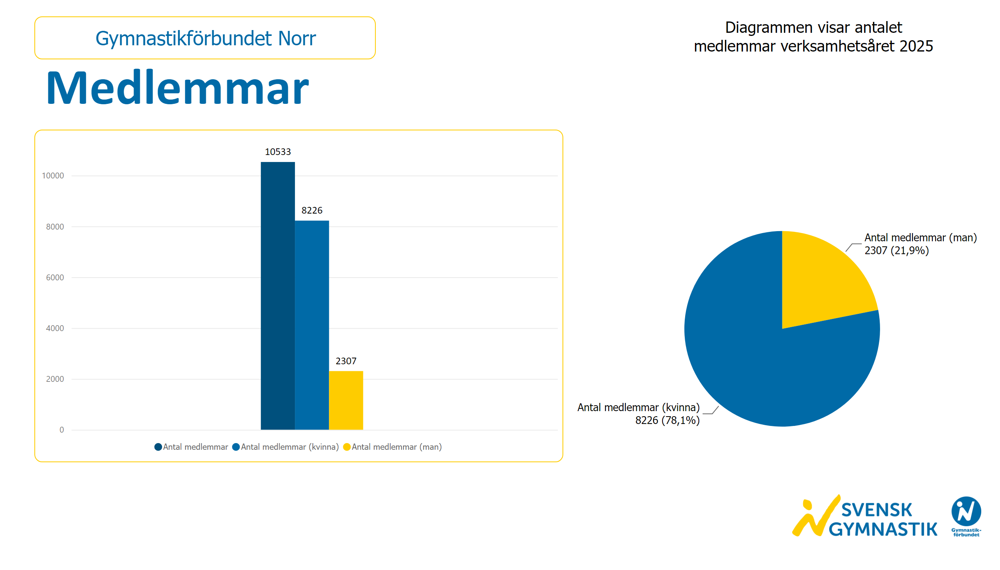 Gymnastikförbundet Norr
Diagrammen visar antalet
medlemmar verksamhetsåret 2025
Medlemmar
10533
8226
2307
10000
8000
6000
4000
2000
0
Antal medlemmar
Antal medlemmar (kvinna)
Antal medlemmar (man)
Antal medlemmar (man)
2307 (21,9%)
Antal medlemmar (kvinna)
8226 (78,1%)
SVENSK
GYMNASTIK
Gymnastik-
förbundet